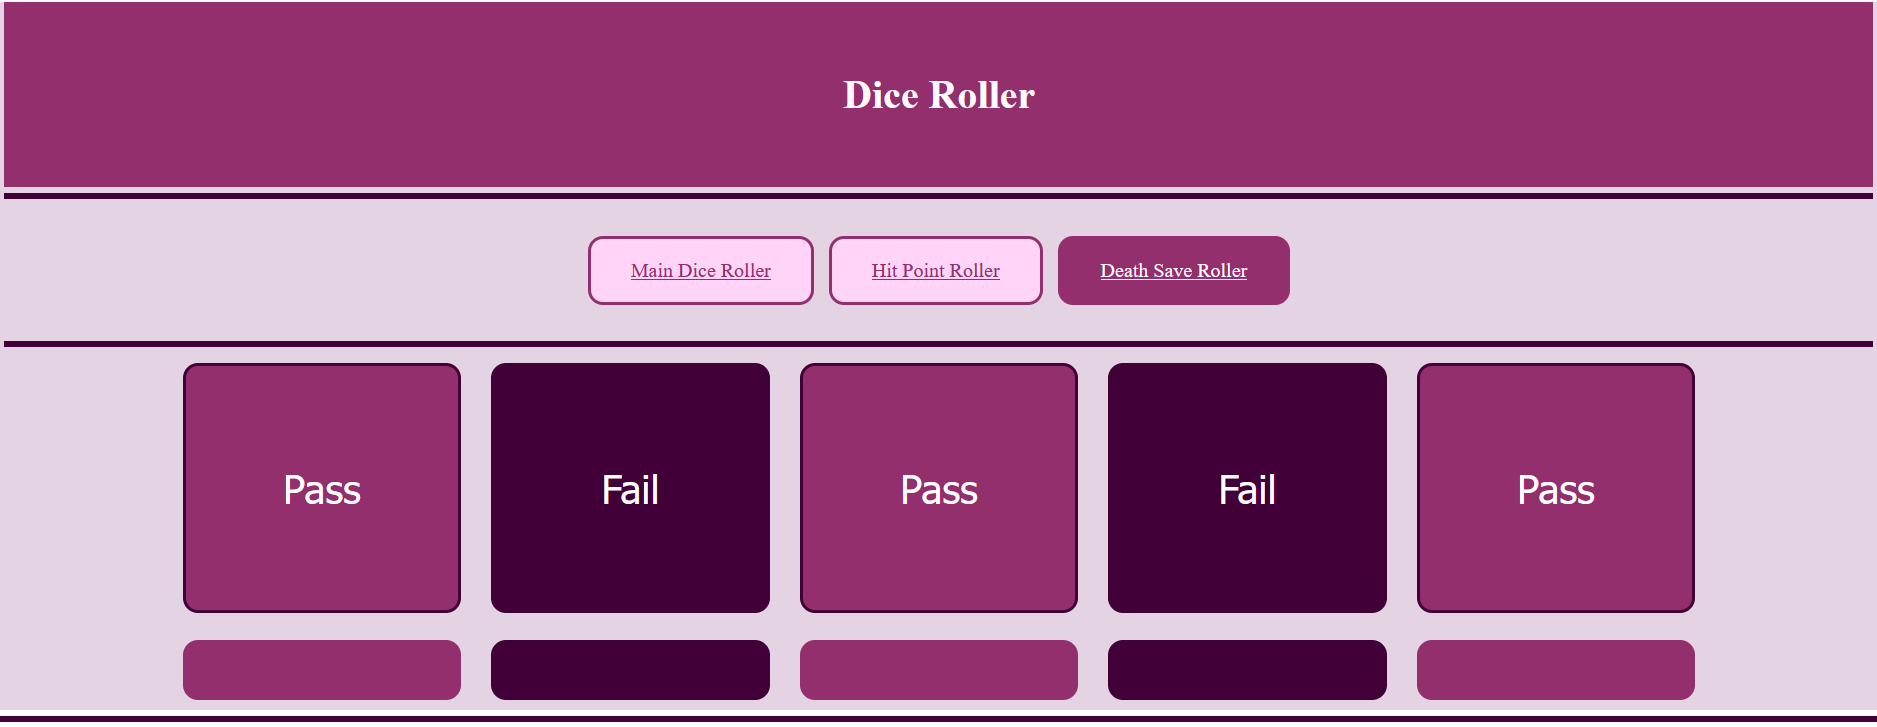 Dice Roller
Main Dice Roller Hit Point Roller Death Save Roller
Pass Fail Pass Fail Pass